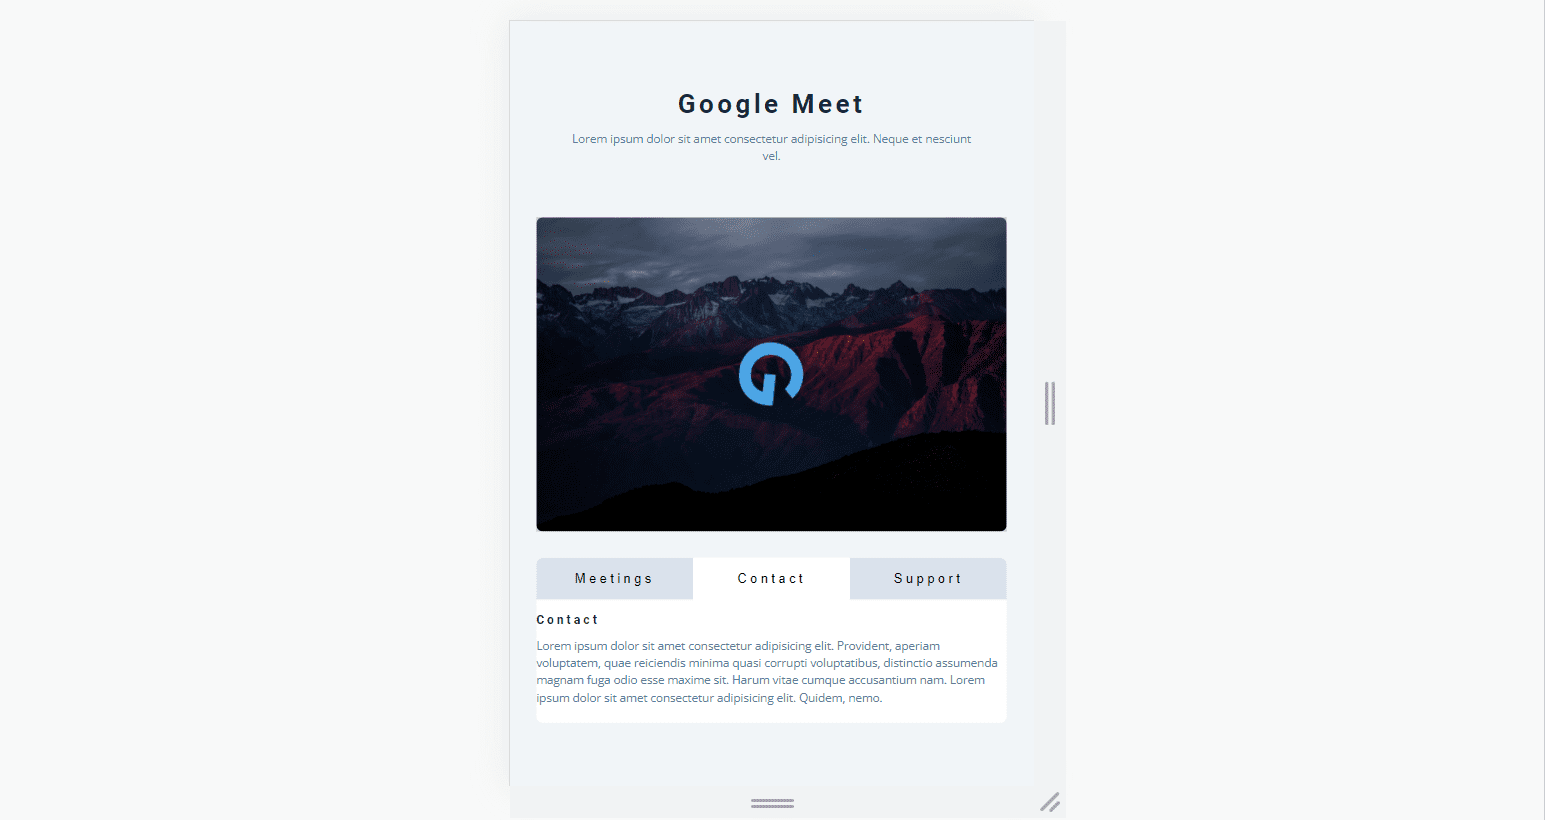 Google Meet
Lorem ipsum dolor sit amet consectetur adipisicing elit. Neque et nesciunt
vel.
Meetings
Contact
Support
Contact
Lorem ipsum dolor sit amet consectetur adipisicing elit. Provident, aperiam
voluptatem, quae reiciendis minima quasi corrupti voluptatibus, distinctio assumenda
magnam fuga odio esse maxime sit. Harum vitae cumque accusantium nam. Lorem
ipsum dolor sit amet consectetur adipisicing elit. Quidem, nemo.